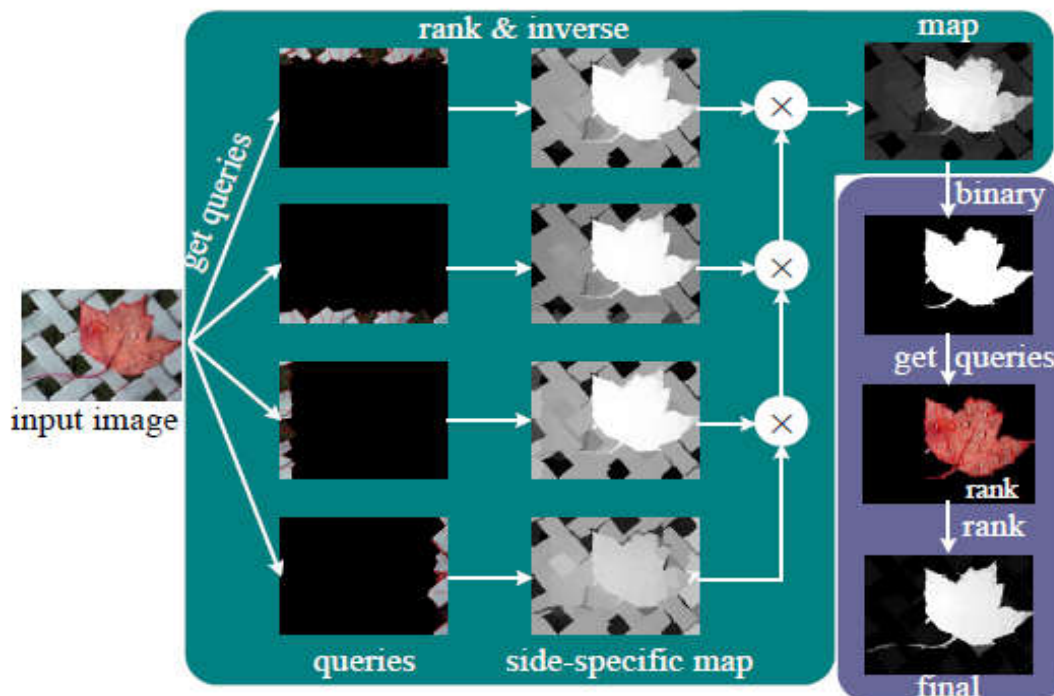 rank & inverse
map
get queries
×
binary
×
input image
get queries
×
rank
rank
queries
side-specific map
final